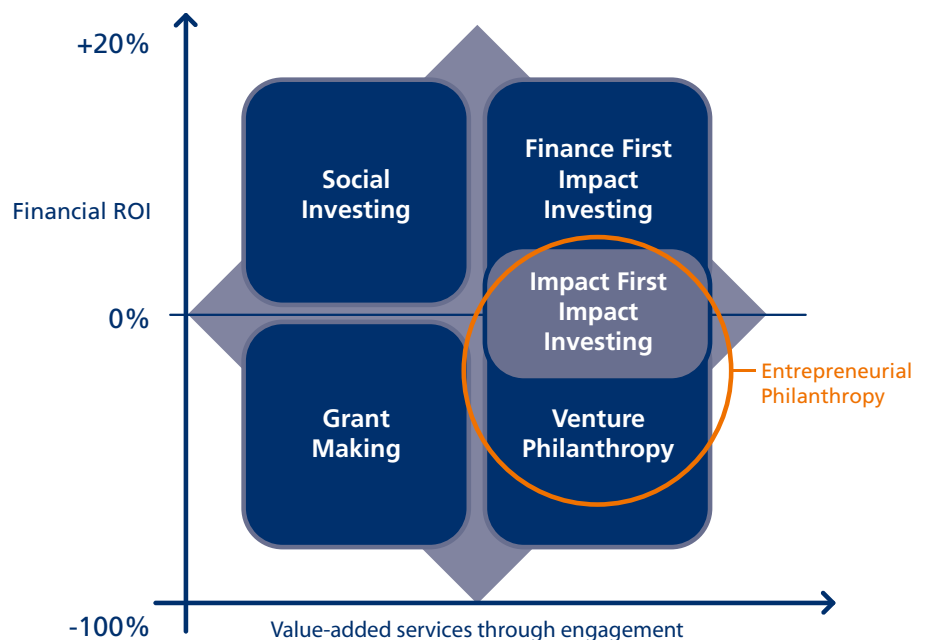 +20%
Financial ROI
0%
-100%
Social
Investing
Finance First
Impact
Investing
Impact First
Impact
Investing
Grant
Making
Venture
Philanthropy
Entrepreneurial
Philanthropy
Value-added services through engagement